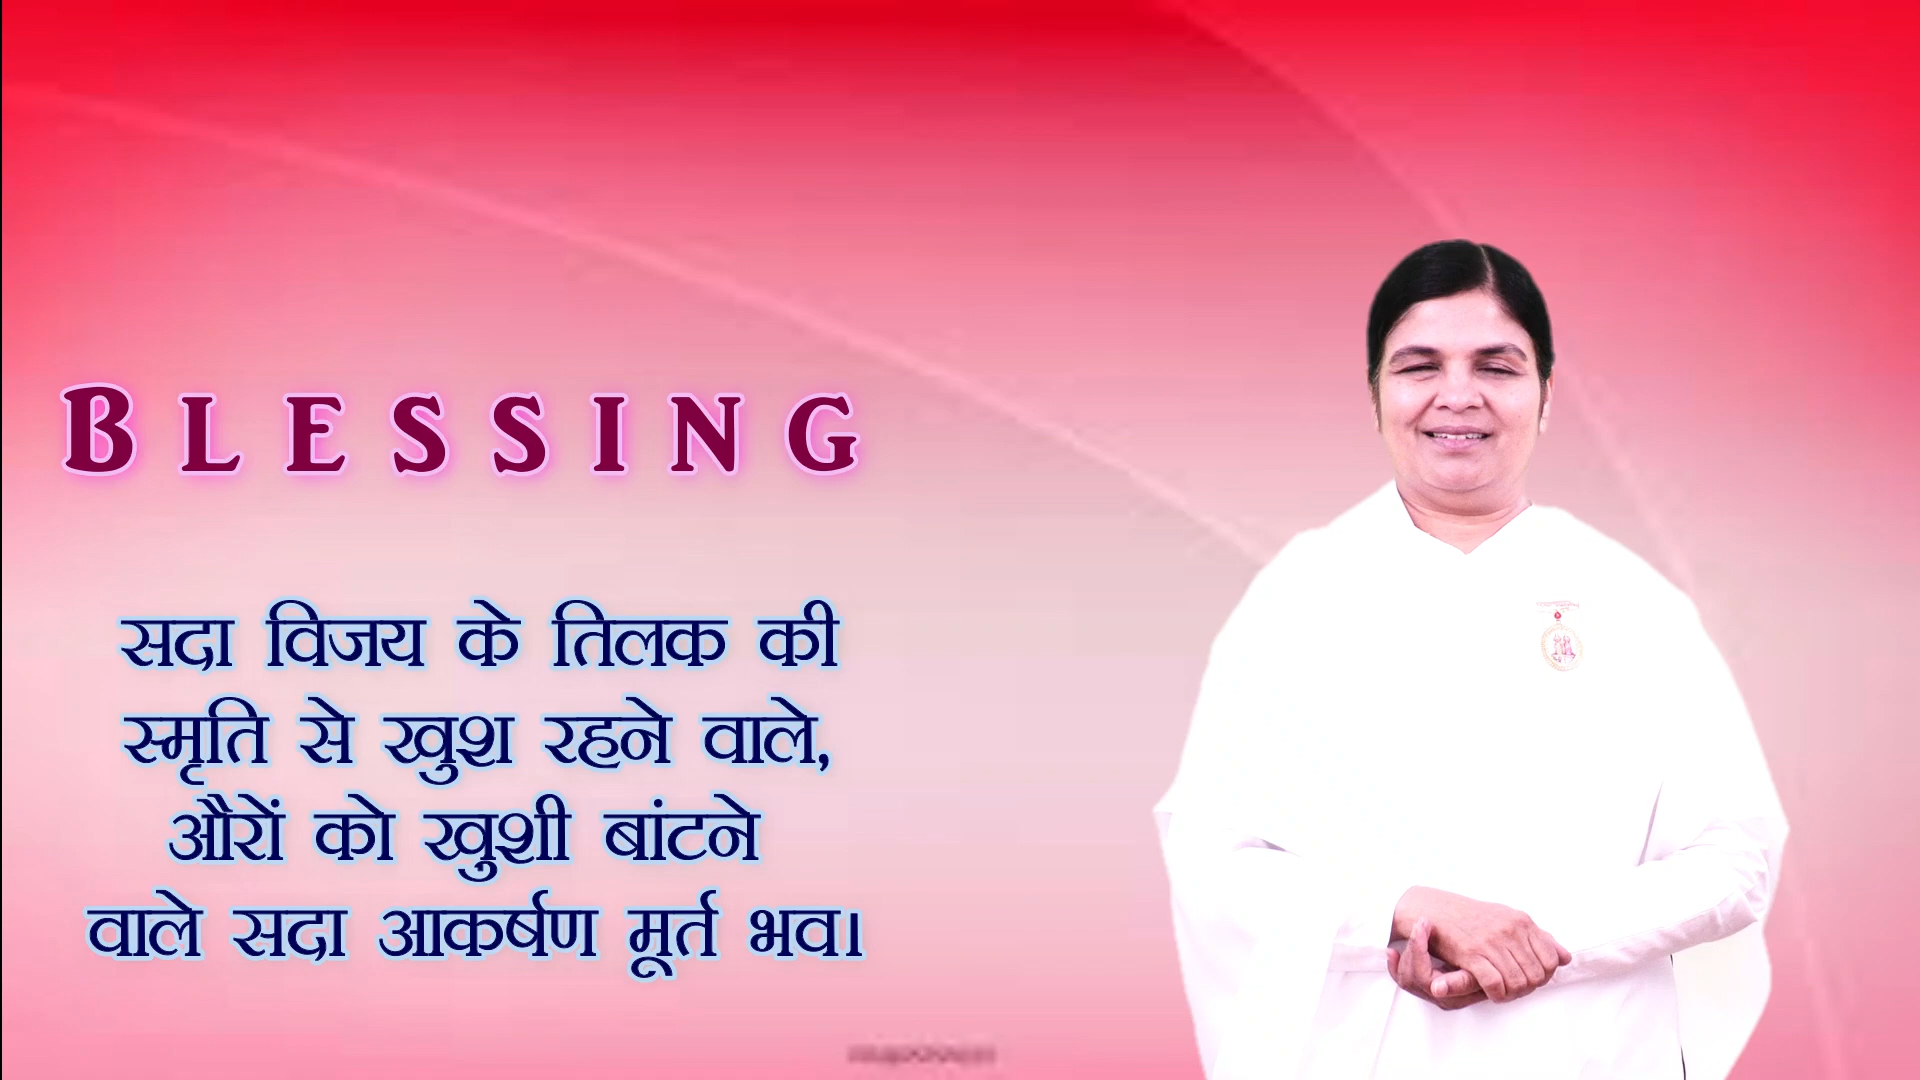 BLESSING
सदा विजय के तिलक की
स्मृति से खुश रहने वाले,
औरों को खुशी बांटने
वाले सदा आकर्षण मूर्त भव।